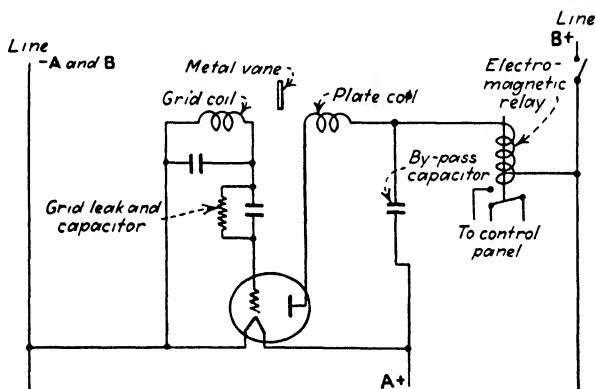 Line
-A and B
Metal vane
Grid coil
Plate coil
Line
B+
Electro-
magnetic
relay
By-pass
capacitor
Grid leak and
capacitor
To control
panel
A+